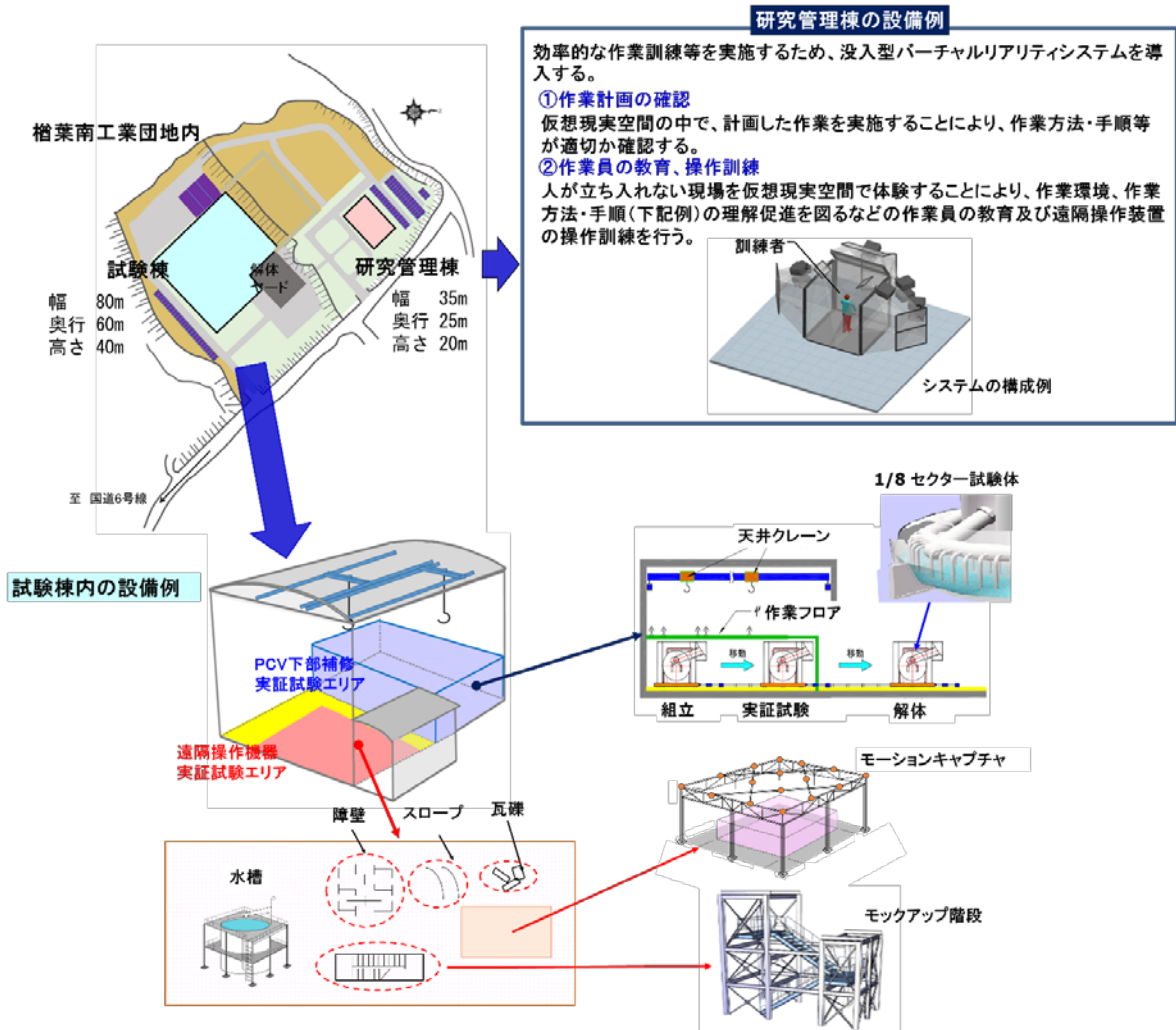 研究管理棟の設備例
効率的な作業訓練等を実施するため、没入型バーチャルリアリティシステムを導
入する。
①作業計画の確認
仮想現実空間の中で、計画した作業を実施することにより、作業方法・手順等
が適切か確認する。
②作業員の教育、操作訓練
人が立ち入れない現場を仮想現実空間で体験することにより、作業環境、作業
方法・手順(下記例)の理解促進を図るなどの作業員の教育及び遠隔操作装置
の操作訓練を行う。
訓練者
システムの構成例
楢葉南工業団地内
試験棟
幅 80m
奥行 60m
高さ 40m
解体
ヤード
研究管理棟
幅 35m
奥行 25m
高さ 20m
至 国道6号線
試験棟内の設備例
PCV下部補修
実証試験エリア
遠隔操作機器
実証試験エリア
1/8 セクター試験体
天井クレーン
作業フロア
移動
移動
組立
実証試験
解体
モーションキャプチャ
障壁
スロープ
瓦礫
水槽
モックアップ階段